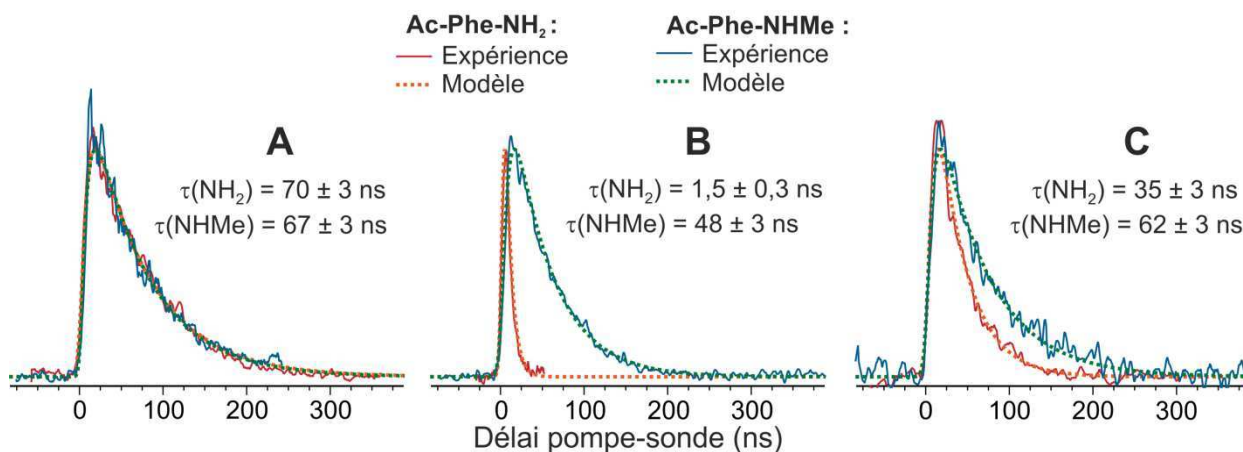 Ac-Phe-NH₂ :
Ac-Phe-NHMe :
Expérience
Expérience
Modèle
Modèle
A
B
C
τ(NH₂) = 70 ± 3 ns
τ(NHMe) = 67 ± 3 ns
τ(NH₂) = 1,5 ± 0,3 ns
τ(NHMe) = 48 ± 3 ns
τ(NH₂) = 35 ± 3 ns
τ(NHMe) = 62 ± 3 ns
0 100 200 300
0 100 200 300
0 100 200 300
Délai pompe-sonde (ns)